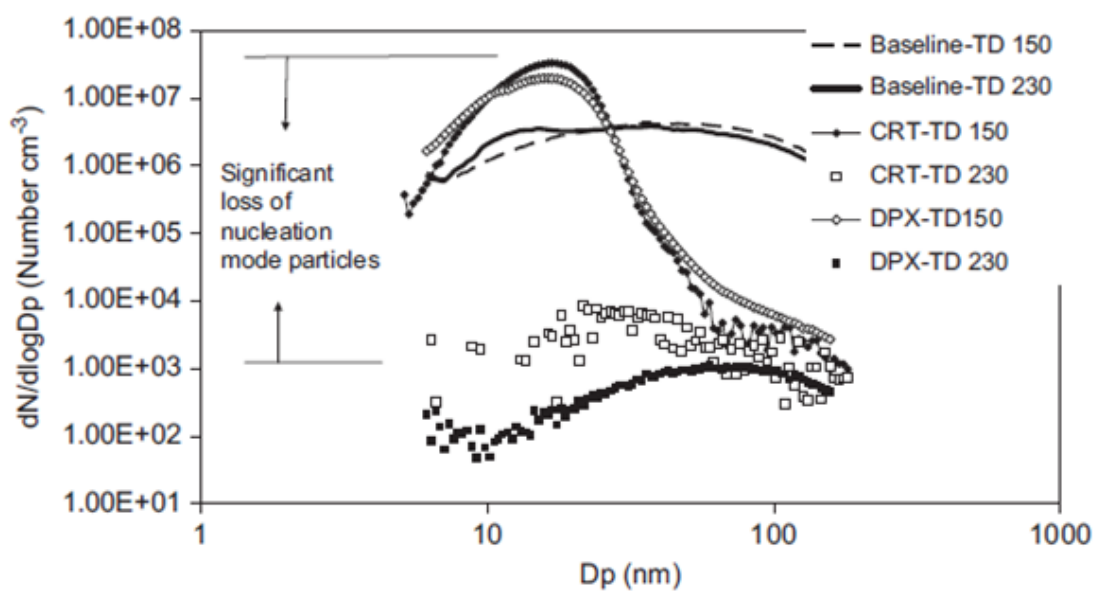 1.00E+08
1.00E+07
1.00E+06
1.00E+05
1.00E+04
1.00E+03
1.00E+02
1.00E+01
dN/dlogDp (Number cm⁻³)
1
10
100
1000
Dp (nm)
Significant
loss of
nucleation
mode particles
Baseline-TD 150
Baseline-TD 230
CRT-TD 150
CRT-TD 230
DPX-TD150
DPX-TD 230